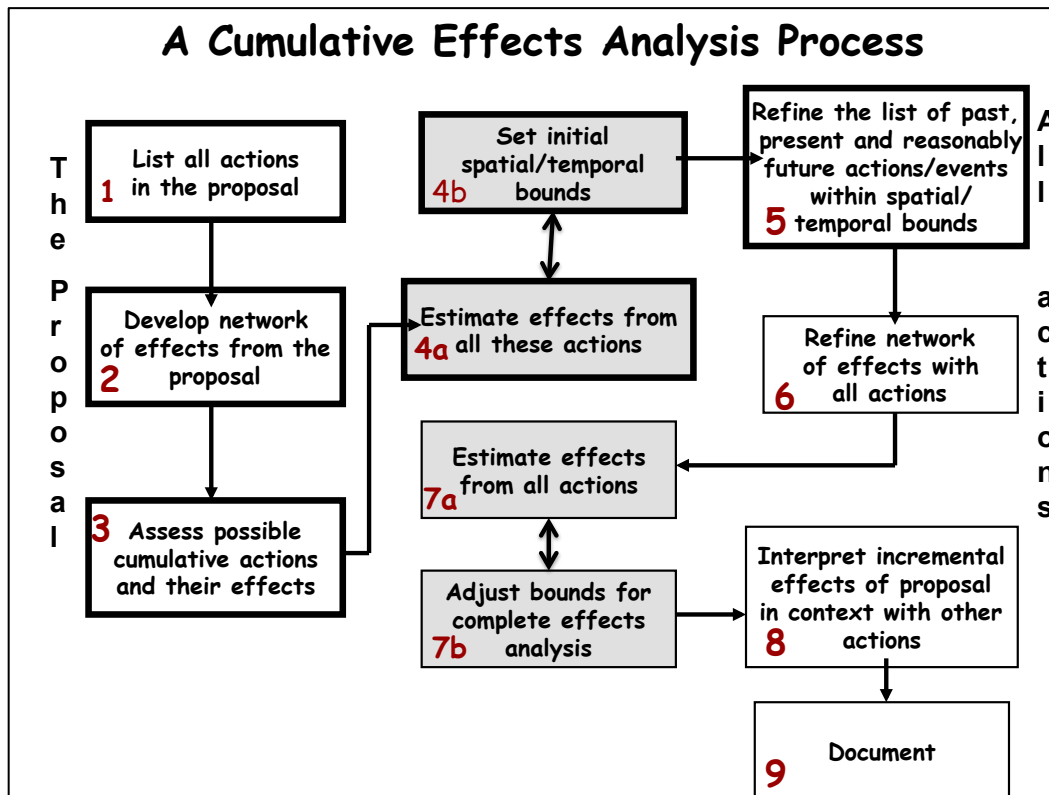 A Cumulative Effects Analysis Process
The Proposal
List all actions
in the proposal
1
Develop network
of effects from the
proposal
2
3
Assess possible
cumulative actions
and their effects
Set initial
spatial/temporal
bounds
4b
Estimate effects from
all these actions
4a
Refine the list of past,
present and reasonably
future actions/events
within spatial/
temporal bounds
5
Refine network
of effects with
all actions
6
Estimate effects
from all actions
7a
Adjust bounds for
complete effects
analysis
7b
Interpret incremental
effects of proposal
in context with other
actions
8
Document
9
All actions